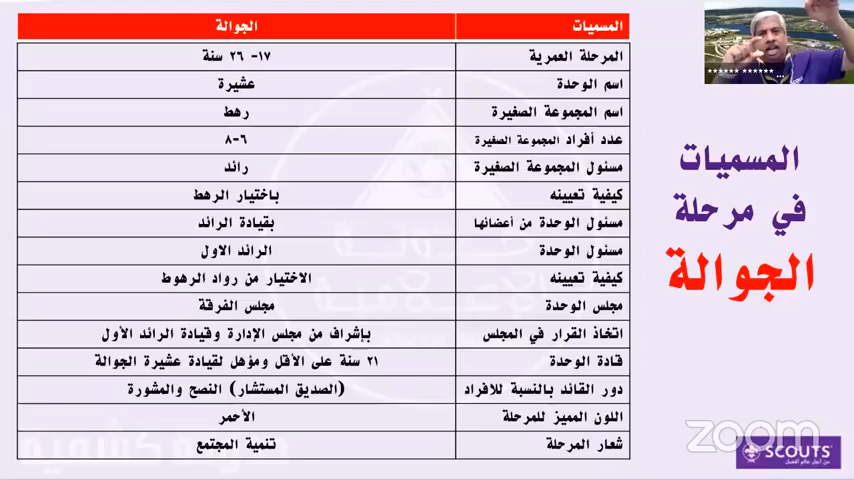 المسميات الجوالة
المرحلة العمرية ١٧- ٢٦ سنة
اسم الوحدة عشيرة
اسم المجموعة الصغيرة رهط
عدد أفراد المجموعة الصغيرة ٦-٨
مسئول المجموعة الصغيرة رائد
كيفية تعيينه باختيار الرهط
مسئول الوحدة من أعضائها بقيادة الرائد
مسئول الوحدة الرائد الاول
كيفية تعيينه الاختيار من رواد الرهوط
مجلس الوحدة مجلس الفرقة
اتخاذ القرار في المجلس بإشراف من مجلس الإدارة وقيادة الرائد الأول
قادة الوحدة ٢١ سنة على الأقل ومؤهل لقيادة عشيرة الجوالة
دور القائد بالنسبة للافراد (الصديق المستشار) النصح والمشورة
اللون المميز للمرحلة الأحمر
شعار المرحلة تنمية المجتمع
****** ****** ...
المسميات
في مرحلة
الجوالة
zoom
SCOUTS
من أجل عالم أفضل